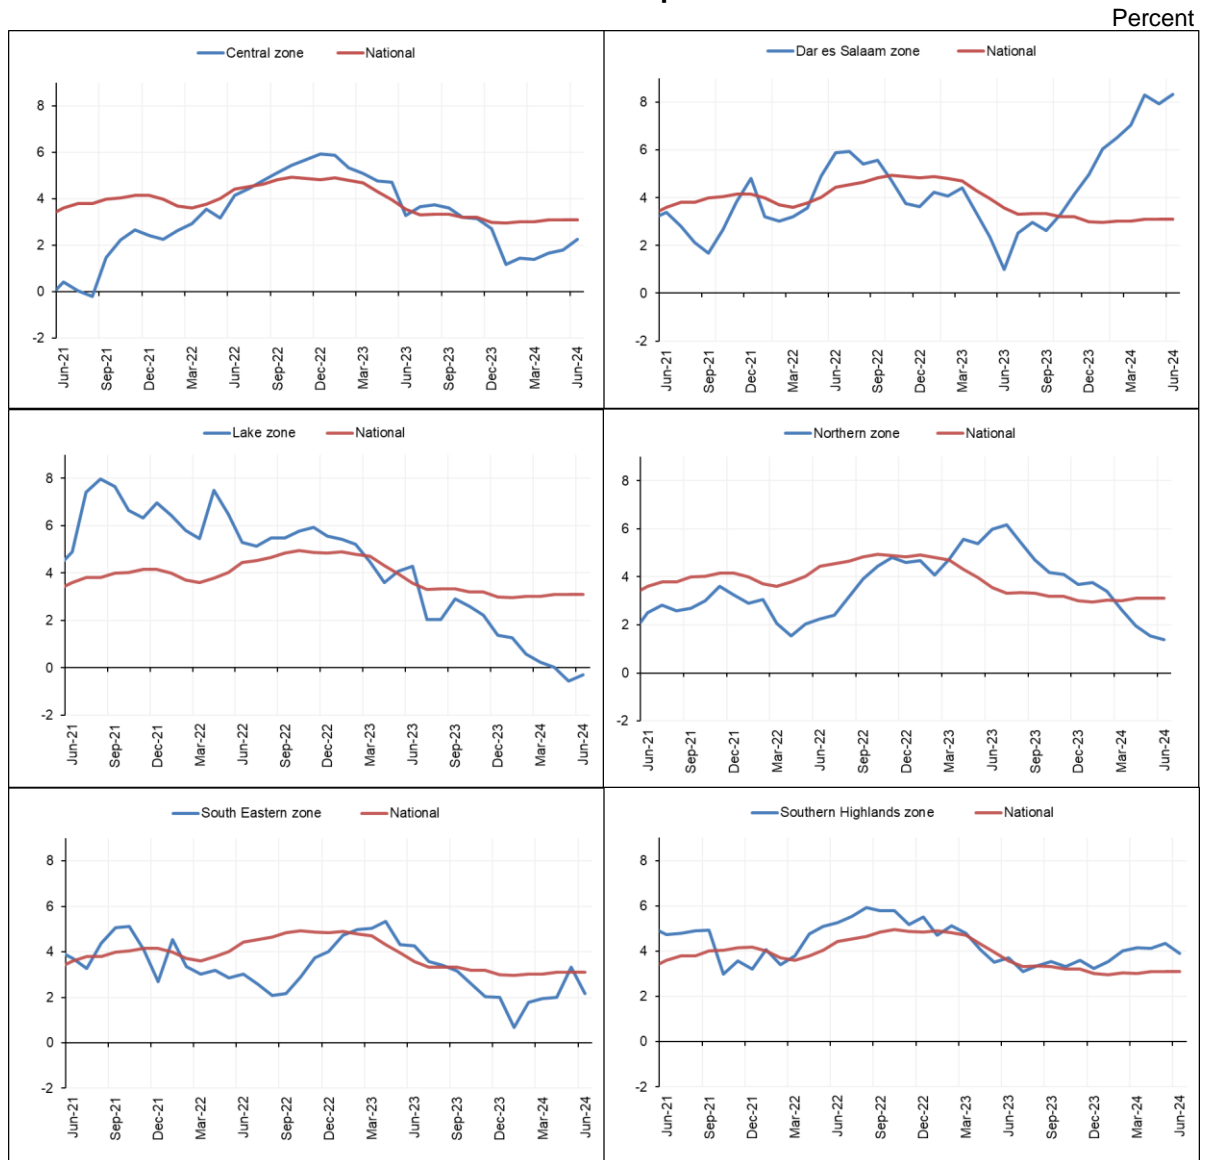 Percent
Central zone National
8
6
4
2
0
-2
Jun-21 Sep-21 Dec-21 Mar-22 Jun-22 Sep-22 Dec-22 Mar-23 Jun-23 Sep-23 Dec-23 Mar-24 Jun-24
Dar es Salaam zone National
8
6
4
2
0
-2
Jun-21 Sep-21 Dec-21 Mar-22 Jun-22 Sep-22 Dec-22 Mar-23 Jun-23 Sep-23 Dec-23 Mar-24 Jun-24
Lake zone National
8
6
4
2
0
-2
Jun-21 Sep-21 Dec-21 Mar-22 Jun-22 Sep-22 Dec-22 Mar-23 Jun-23 Sep-23 Dec-23 Mar-24 Jun-24
Northern zone National
8
6
4
2
0
-2
Jun-21 Sep-21 Dec-21 Mar-22 Jun-22 Sep-22 Dec-22 Mar-23 Jun-23 Sep-23 Dec-23 Mar-24 Jun-24
South Eastern zone National
8
6
4
2
0
-2
Jun-21 Sep-21 Dec-21 Mar-22 Jun-22 Sep-22 Dec-22 Mar-23 Jun-23 Sep-23 Dec-23 Mar-24 Jun-24
Southern Highlands zone National
8
6
4
2
0
-2
Jun-21 Sep-21 Dec-21 Mar-22 Jun-22 Sep-22 Dec-22 Mar-23 Jun-23 Sep-23 Dec-23 Mar-24 Jun-24